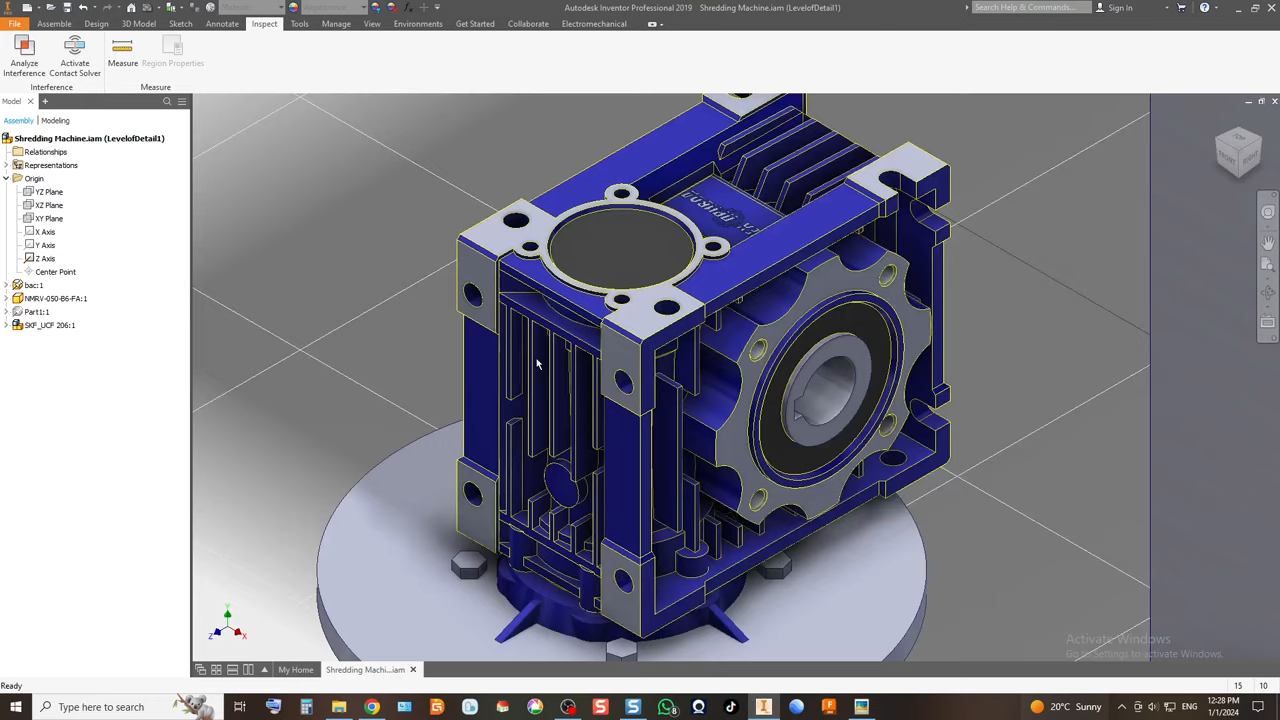 Autodesk Inventor Professional 2019   Shredding Machine.iam (LevelofDetail1)
Search Help & Commands...
Sign In
File
Assemble
Design
3D Model
Sketch
Annotate
Inspect
Tools
Manage
View
Environments
Get Started
Collaborate
Electromechanical
Analyze
Interference
Activate
Contact Solver
Measure
Region Properties
Interference
Measure
Model
Assembly
Modeling
Shredding Machine.iam (LevelofDetail1)
Relationships
Representations
Origin
YZ Plane
XZ Plane
XY Plane
X Axis
Y Axis
Z Axis
Center Point
bac:1
NMRV-050-B6-FA:1
Part1:1
SKF_UCF 206:1
TOP
FRONT
RIGHT
Y
Z
X
Activate Windows
Go to Settings to activate Windows.
My Home
Shredding Machi...iam
Ready
15
10
Type here to search
8
20°C Sunny
12:28 PM
1/1/2024